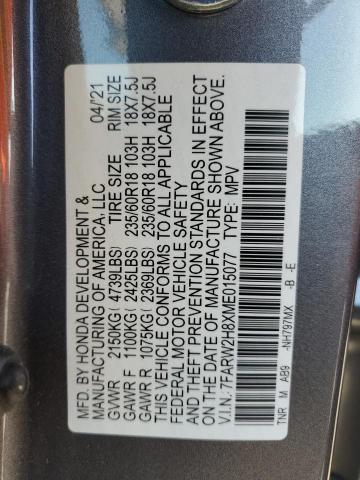 MFD. BY HONDA DEVELOPMENT &
MANUFACTURING OF AMERICA, LLC 04/21
GVWR 2150KG(4739LBS) TIRE SIZE RIM SIZE
GAWR F 1100KG(2425LBS) 235/60R18 103H 18X7.5J
GAWR R 1075KG(2369LBS) 235/60R18 103H 18X7.5J
THIS VEHICLE CONFORMS TO ALL APPLICABLE
FEDERAL MOTOR VEHICLE SAFETY
AND THEFT PREVENTION STANDARDS IN EFFECT
ON THE DATE OF MANUFACTURE SHOWN ABOVE.
V.I.N.:7FARW2H8XME015077 TYPE: MPV
TNR M AB9 -NH797MX -B -E